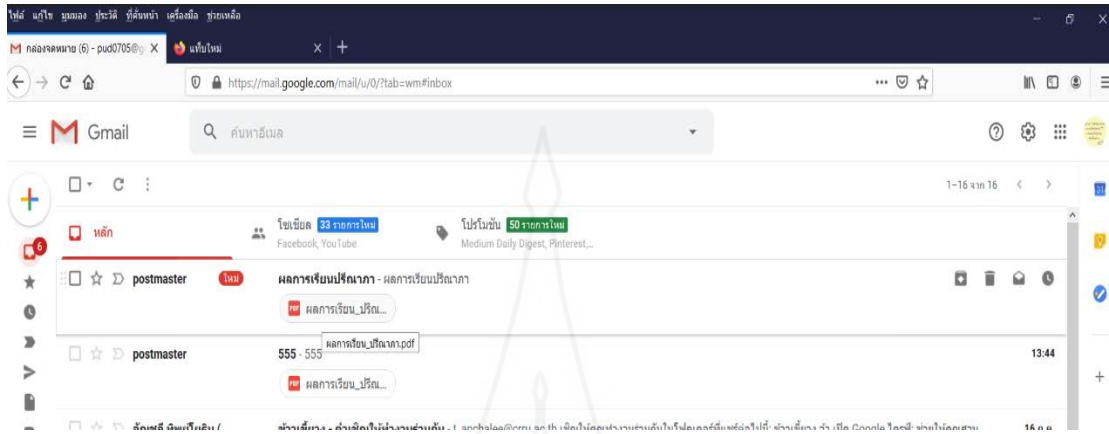 ไฟล์ แก้ไข มุมมอง ประวัติ ที่คั่นหน้า เครื่องมือ ช่วยเหลือ
กล่องจดหมาย (6) - pud0705@g
แท็บใหม่
https://mail.google.com/mail/u/0/?tab=wm#inbox
Gmail
ค้นหาอีเมล
1-16 จาก 16
31
6
หลัก
โซเชียล 33 รายการใหม่
Facebook, YouTube
โปรโมชัน 50 รายการใหม่
Medium Daily Digest, Pinterest,...
postmaster ใหม่ ผลการเรียนปรีณาภา - ผลการเรียนปรีณาภา
PDF ผลการเรียน_ปรีณ...
ผลการเรียน_ปรีณาภา.pdf
postmaster 555 - 555 13:44
PDF ผลการเรียน_ปรีณ...